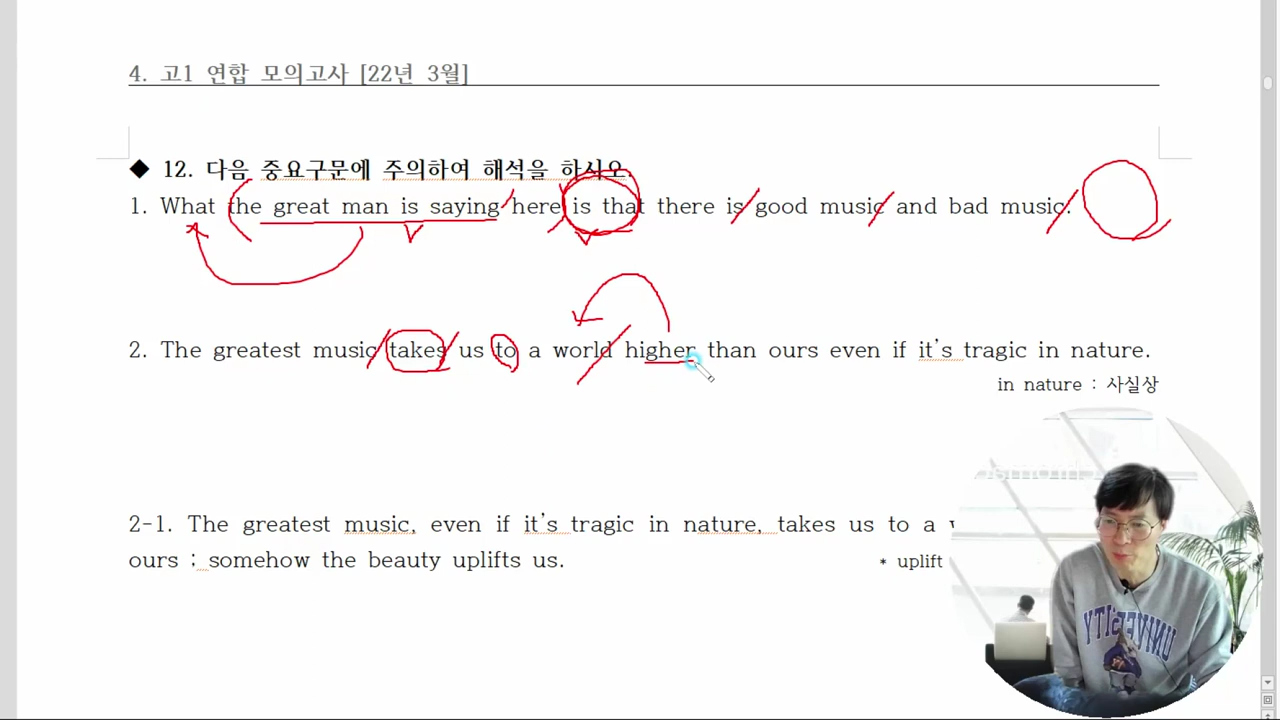 4. 고1 연합 모의고사 [22년 3월]
◆ 12. 다음 중요구문에 주의하여 해석을 하시오.
1. What the great man is saying here is that there is good music and bad music.
2. The greatest music takes us to a world higher than ours even if it's tragic in nature.
in nature : 사실상
2-1. The greatest music, even if it's tragic in nature, takes us to a
ours ; somehow the beauty uplifts us.
* uplift
UNIVERSITY